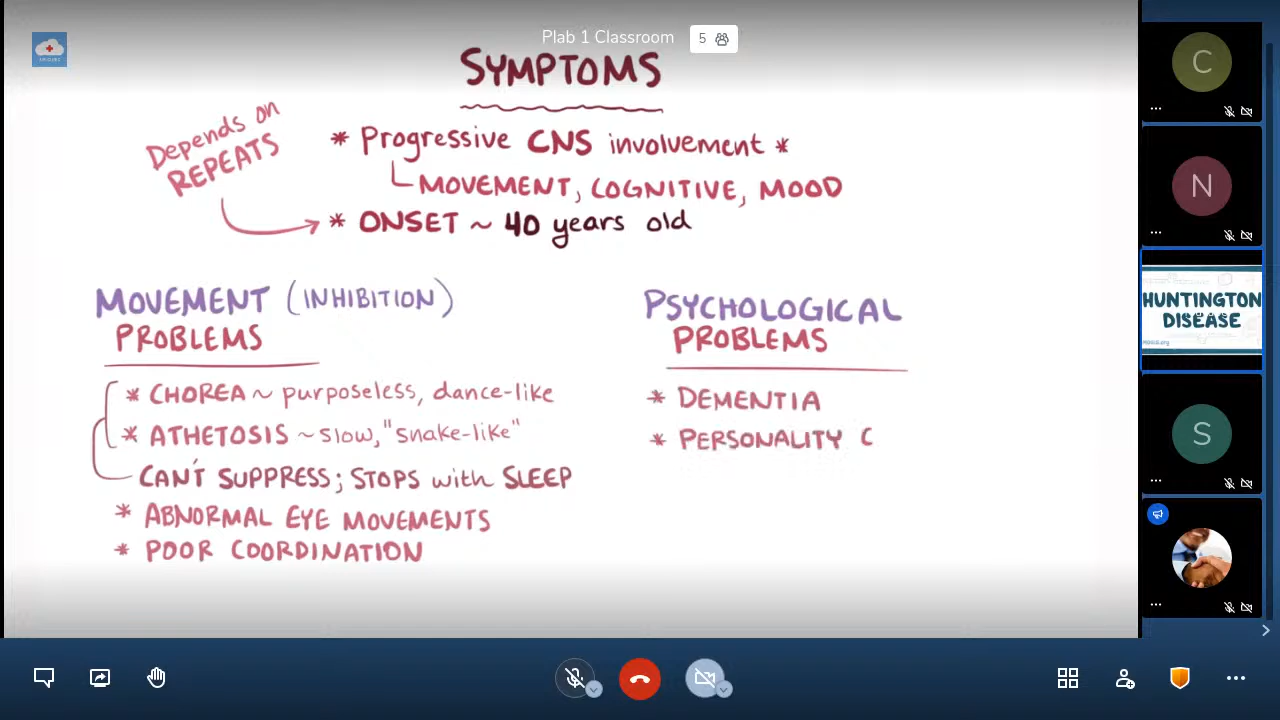 Plab 1 Classroom
5
SYMPTOMS
Depends on
REPEATS
* Progressive CNS involvement *
MOVEMENT, COGNITIVE, MOOD
* ONSET ~ 40 years old
MOVEMENT (INHIBITION)
PROBLEMS
* CHOREA ~ purposeless, dance-like
* ATHETOSIS ~ slow, "snake-like"
CAN'T SUPPRESS; STOPS with SLEEP
* ABNORMAL EYE MOVEMENTS
* POOR COORDINATION
PSYCHOLOGICAL
PROBLEMS
* DEMENTIA
* PERSONALITY C
C
N
HUNTINGTON
DISEASE
S